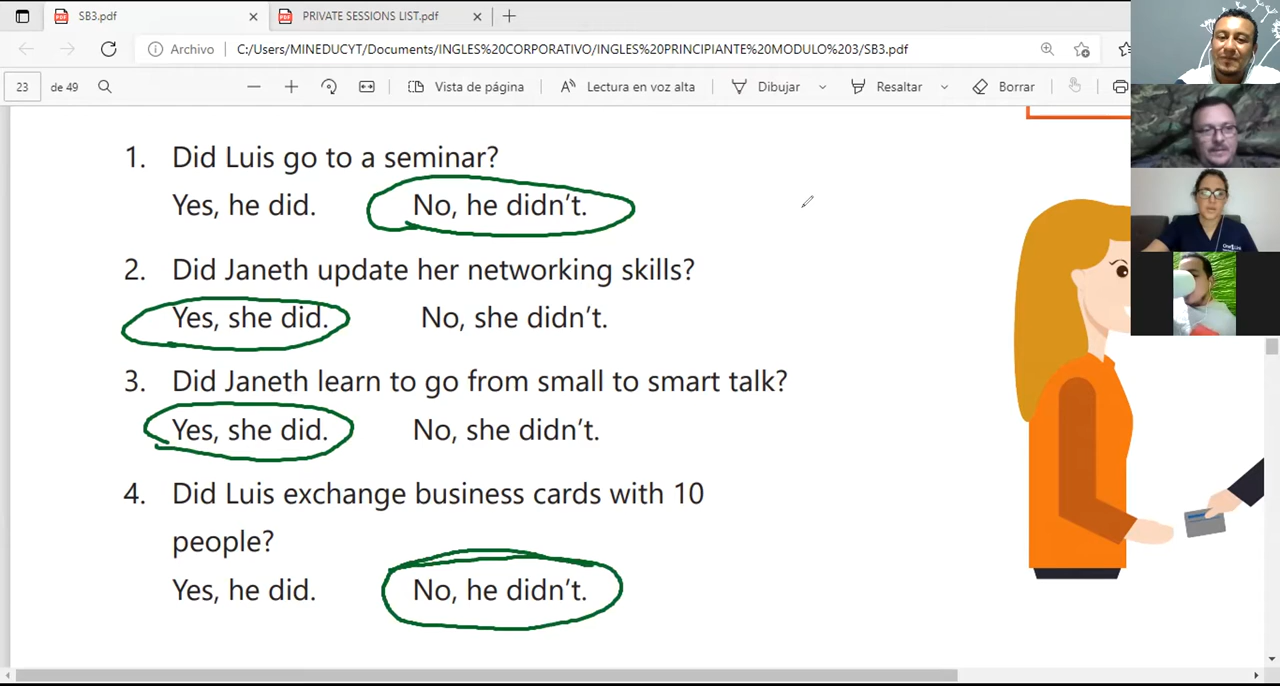 SB3.pdf
PRIVATE SESSIONS LIST.pdf
Archivo
C:/Users/MINEDUCYT/Documents/INGLES%20CORPORATIVO/INGLES%20PRINCIPIANTE%20MODULO%203/SB3.pdf
23 de 49
Vista de página
Lectura en voz alta
Dibujar
Resaltar
Borrar
1. Did Luis go to a seminar?
Yes, he did. No, he didn't.
2. Did Janeth update her networking skills?
Yes, she did. No, she didn't.
3. Did Janeth learn to go from small to smart talk?
Yes, she did. No, she didn't.
4. Did Luis exchange business cards with 10
people?
Yes, he did. No, he didn't.